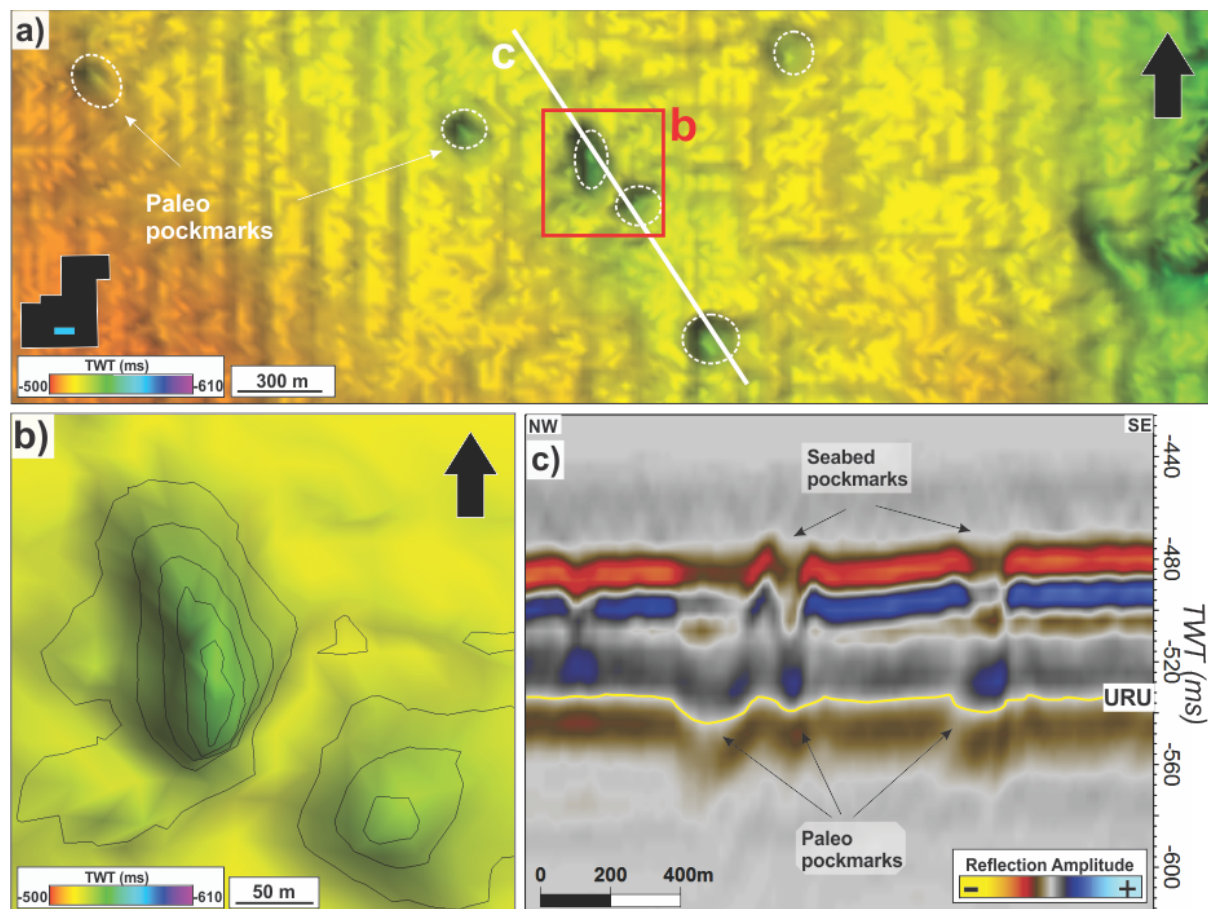 a)
c
b
Paleo
pockmarks
TWT (ms)
-500
-610
300 m
b)
TWT (ms)
-500
-610
50 m
NW
SE
c)
Seabed
pockmarks
-440
-480
-520
-560
-600
TWT (ms)
URU
Paleo
pockmarks
0
200
400m
Reflection Amplitude
-
+